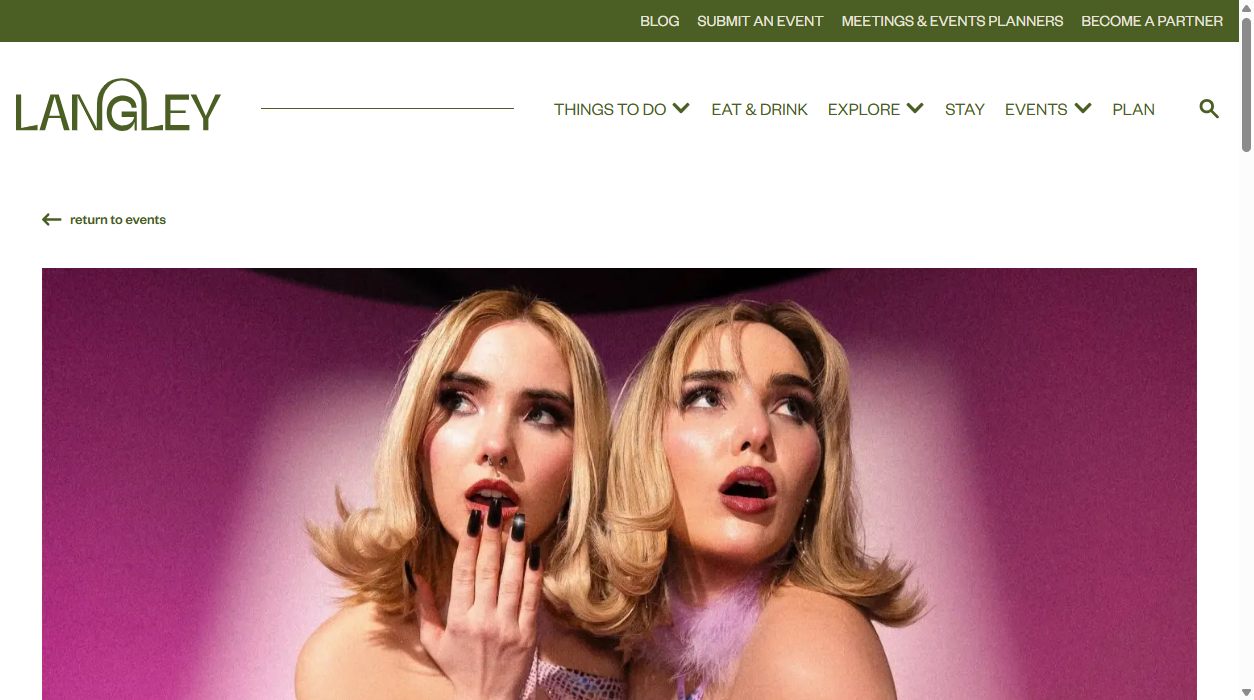 BLOG SUBMIT AN EVENT MEETINGS & EVENTS PLANNERS BECOME A PARTNER
LANGLEY
THINGS TO DO EAT & DRINK EXPLORE STAY EVENTS PLAN
return to events